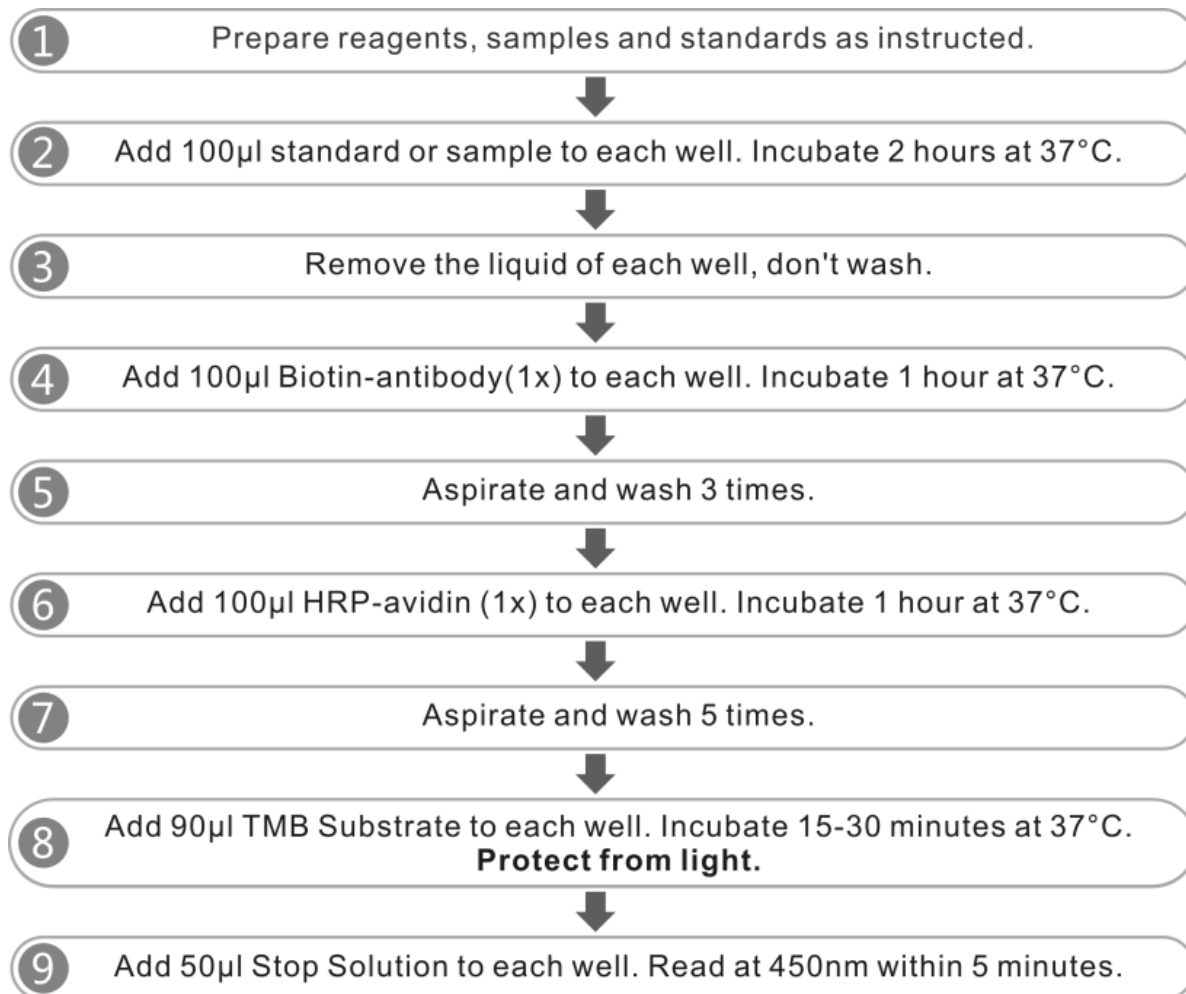 1 Prepare reagents, samples and standards as instructed.
2 Add 100μl standard or sample to each well. Incubate 2 hours at 37°C.
3 Remove the liquid of each well, don't wash.
4 Add 100μl Biotin-antibody(1x) to each well. Incubate 1 hour at 37°C.
5 Aspirate and wash 3 times.
6 Add 100μl HRP-avidin (1x) to each well. Incubate 1 hour at 37°C.
7 Aspirate and wash 5 times.
8 Add 90μl TMB Substrate to each well. Incubate 15-30 minutes at 37°C.
Protect from light.
9 Add 50μl Stop Solution to each well. Read at 450nm within 5 minutes.